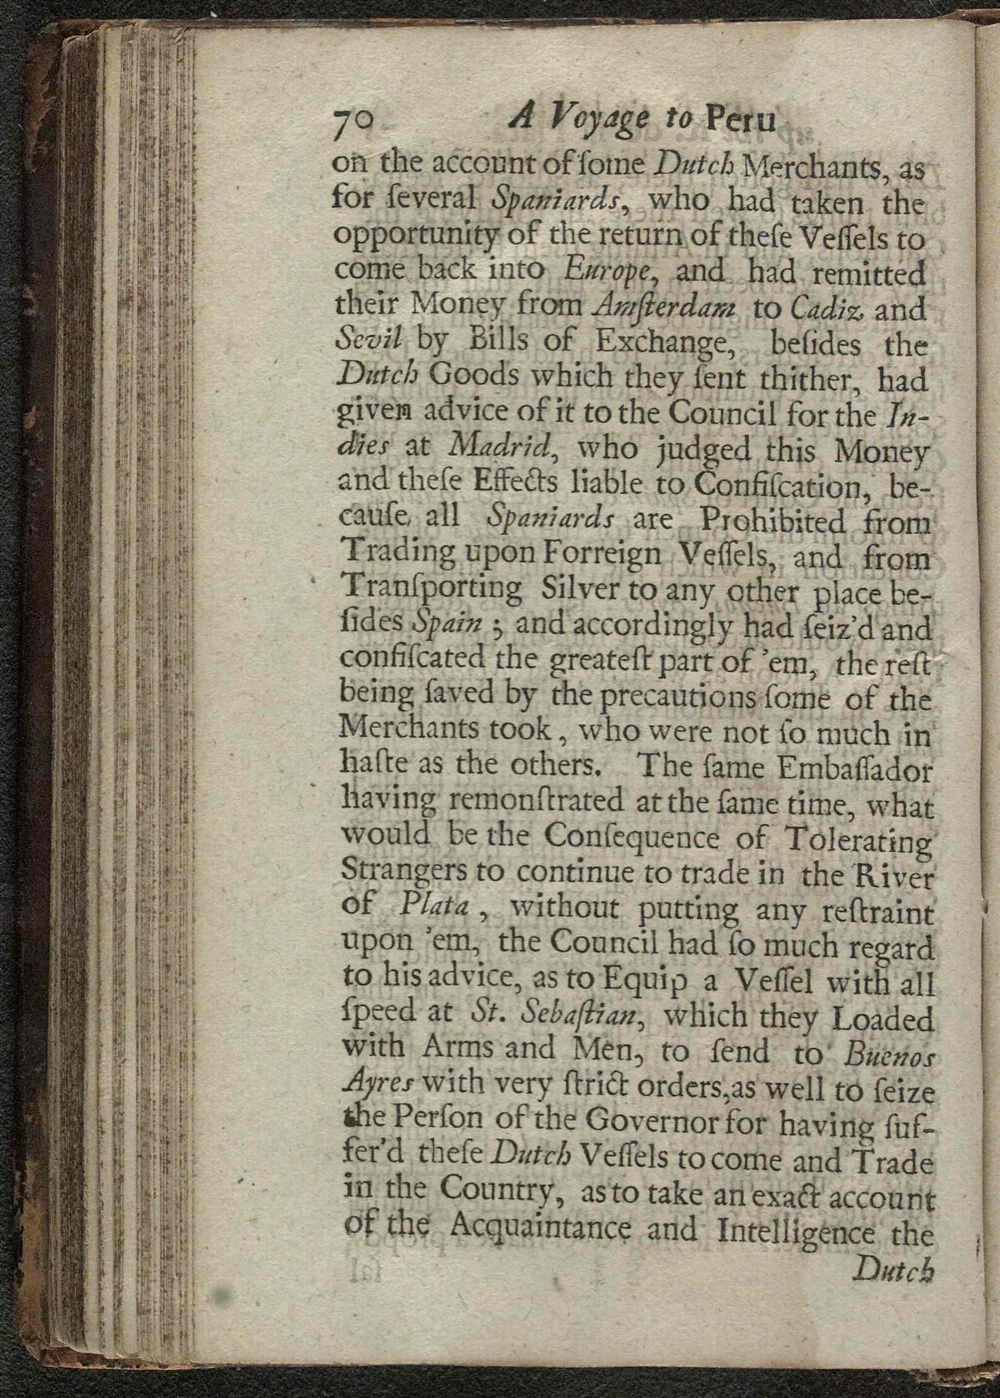 70 A Voyage to Peru
on the account of ſome Dutch Merchants, as
for ſeveral Spaniards, who had taken the
opportunity of the return of theſe Veſſels to
come back into Europe, and had remitted
their Money from Amſterdam to Cadiz and
Sevil by Bills of Exchange, beſides the
Dutch Goods which they ſent thither, had
given advice of it to the Council for the In-
dies at Madrid, who judged this Money
and theſe Effects liable to Confiſcation, be-
cauſe all Spaniards are Prohibited from
Trading upon Forreign Veſſels, and from
Tranſporting Silver to any other place be-
ſides Spain ; and accordingly had ſeiz'd and
confiſcated the greateſt part of 'em, the reſt
being ſaved by the precautions ſome of the
Merchants took, who were not ſo much in
haſte as the others. The ſame Embaſſador
having remonſtrated at the ſame time, what
would be the Conſequence of Tolerating
Strangers to continue to trade in the River
of Plata, without putting any reſtraint
upon 'em, the Council had ſo much regard
to his advice, as to Equip a Veſſel with all
ſpeed at St. Sebaſtian, which they Loaded
with Arms and Men, to ſend to Buenos
Ayres with very ſtrict orders, as well to ſeize
the Perſon of the Governor for having ſuf-
fer'd theſe Dutch Veſſels to come and Trade
in the Country, as to take an exact account
of the Acquaintance and Intelligence the
Dutch